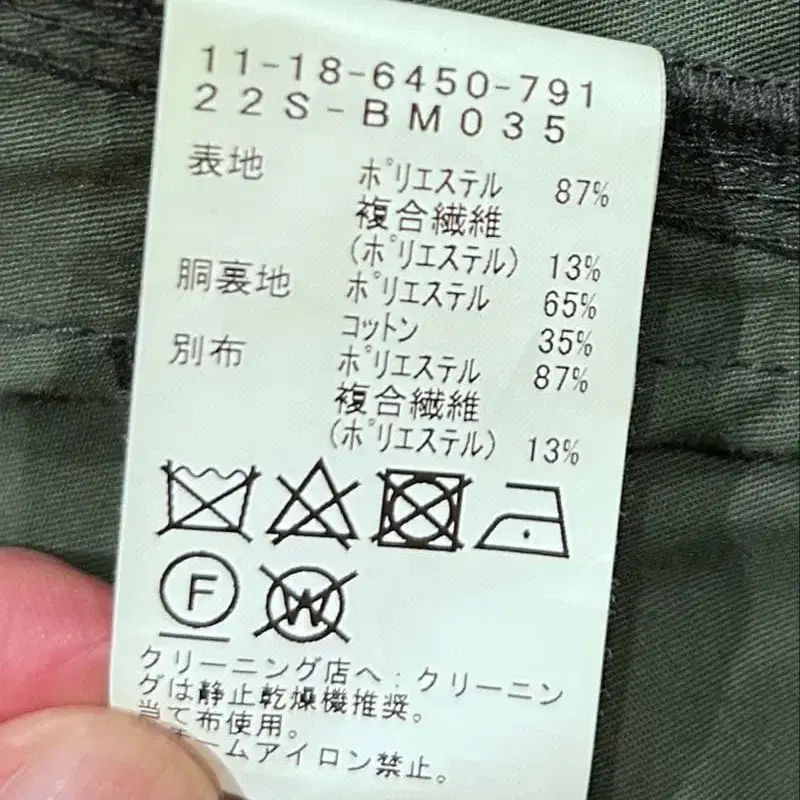 11-18-6450-791
22S-BM035
表地 ポリエステル 87%
複合繊維
(ポリエステル) 13%
胴裏地 ポリエステル 65%
コットン 35%
別布 ポリエステル 87%
複合繊維
(ポリエステル) 13%
F
W
クリーニング店へ:クリーニン
グは静止乾燥機推奨。
当て布使用。
チームアイロン禁止。